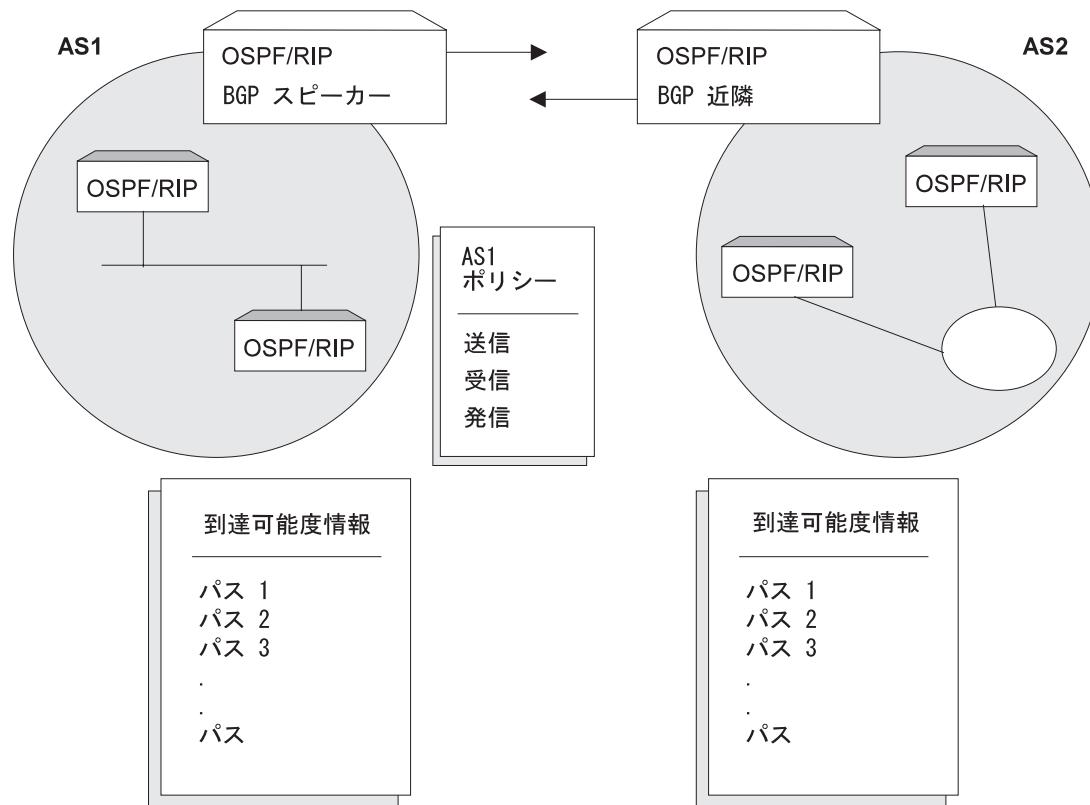 AS1
OSPF/RIP
BGP スピーカー
OSPF/RIP
BGP 近隣
AS2
OSPF/RIP
OSPF/RIP
AS1
ポリシー
送信
受信
発信
OSPF/RIP
OSPF/RIP
到達可能度情報
パス 1
パス 2
パス 3
.
.
パス
到達可能度情報
パス 1
パス 2
パス 3
.
.
パス